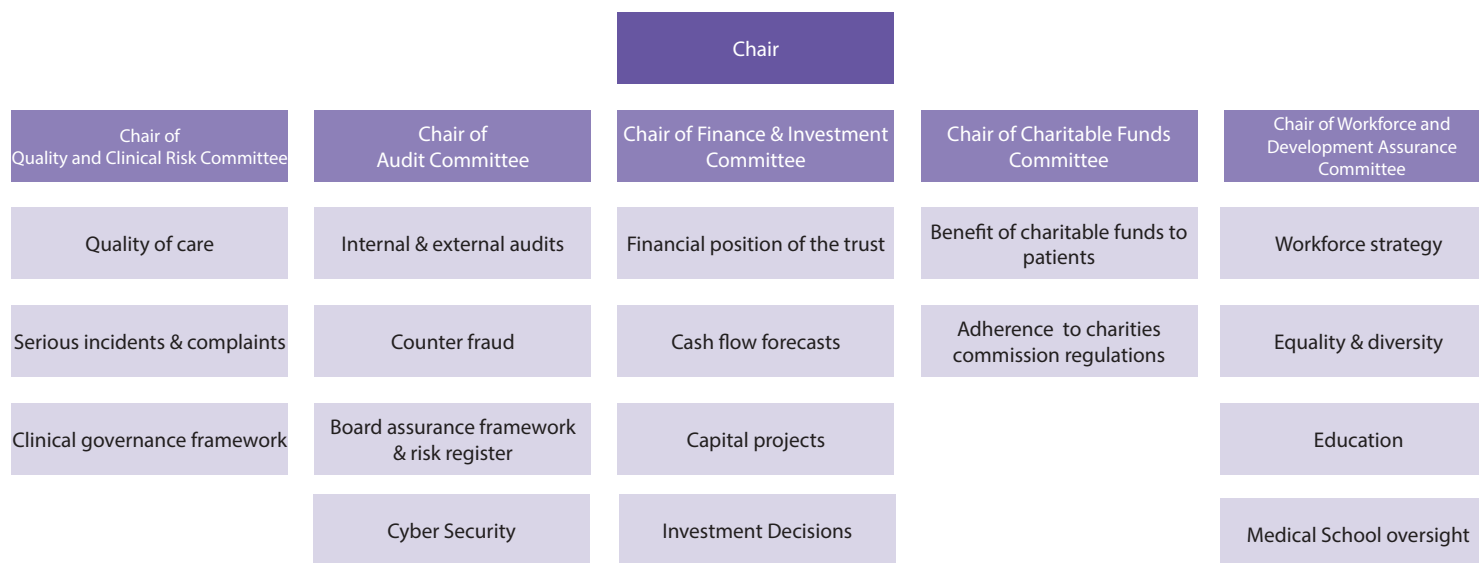 Chair
Chair of
Quality and Clinical Risk Committee
Chair of
Audit Committee
Chair of Finance & Investment
Committee
Chair of Charitable Funds
Committee
Chair of Workforce and
Development Assurance
Committee
Quality of care
Internal & external audits
Financial position of the trust
Benefit of charitable funds to
patients
Workforce strategy
Serious incidents & complaints
Counter fraud
Cash flow forecasts
Adherence to charities
commission regulations
Equality & diversity
Clinical governance framework
Board assurance framework
& risk register
Capital projects
Education
Cyber Security
Investment Decisions
Medical School oversight